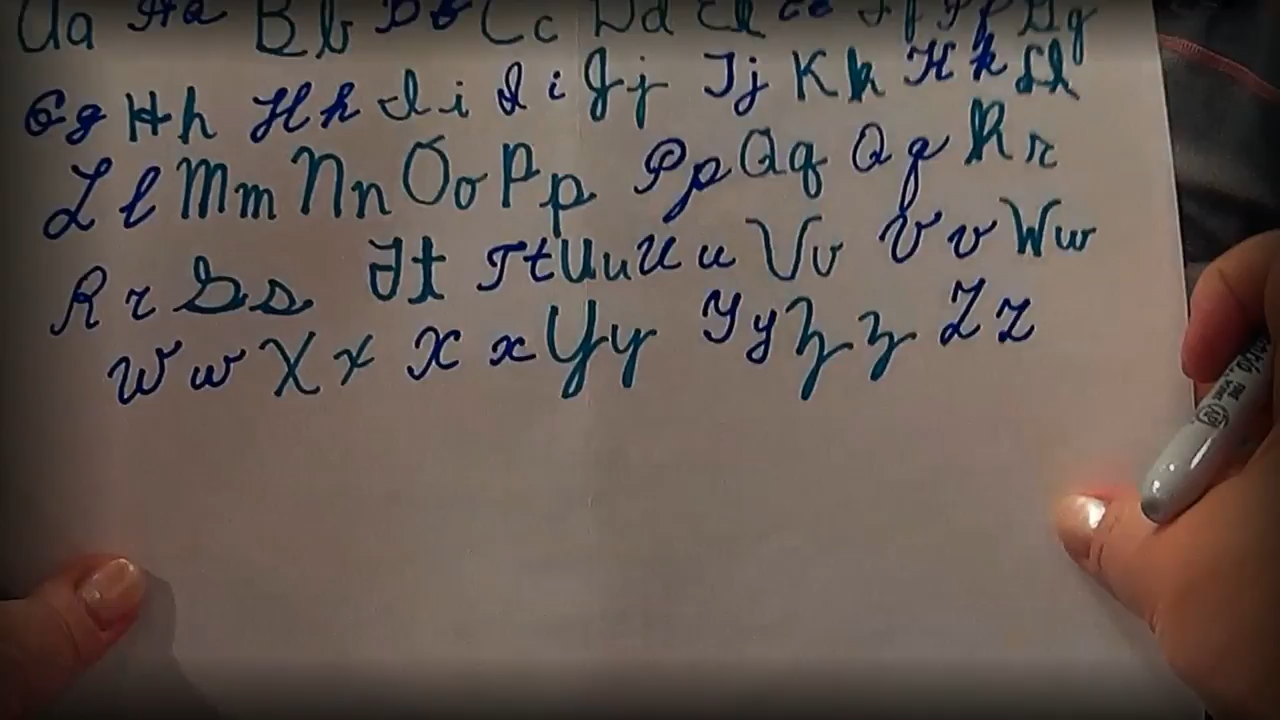 Aa Aa Bb Bb Cc Dd Ee Ff Ff Gg
Gg Hh Hh Ii Ii Jj Jj Kk Kk Ll
Ll Mm Nn Oo Pp Pp Qq Qq Rr
Rr Ss Tt Tt Uu Uu Vv Vv Ww
Ww Xx Xx Yy Yy Zz Zz